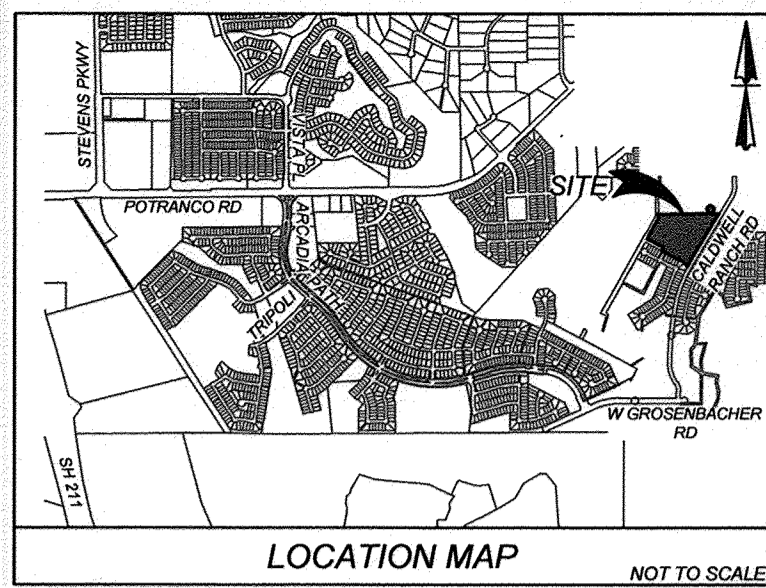 STEVENS PKWY
VISTA PL
SITE
POTRANCO RD
ARCADIA PATH
CALDWELL
RANCH RD
TRIPOLI
W GROSENBACHER
RD
SH 211
LOCATION MAP
NOT TO SCALE